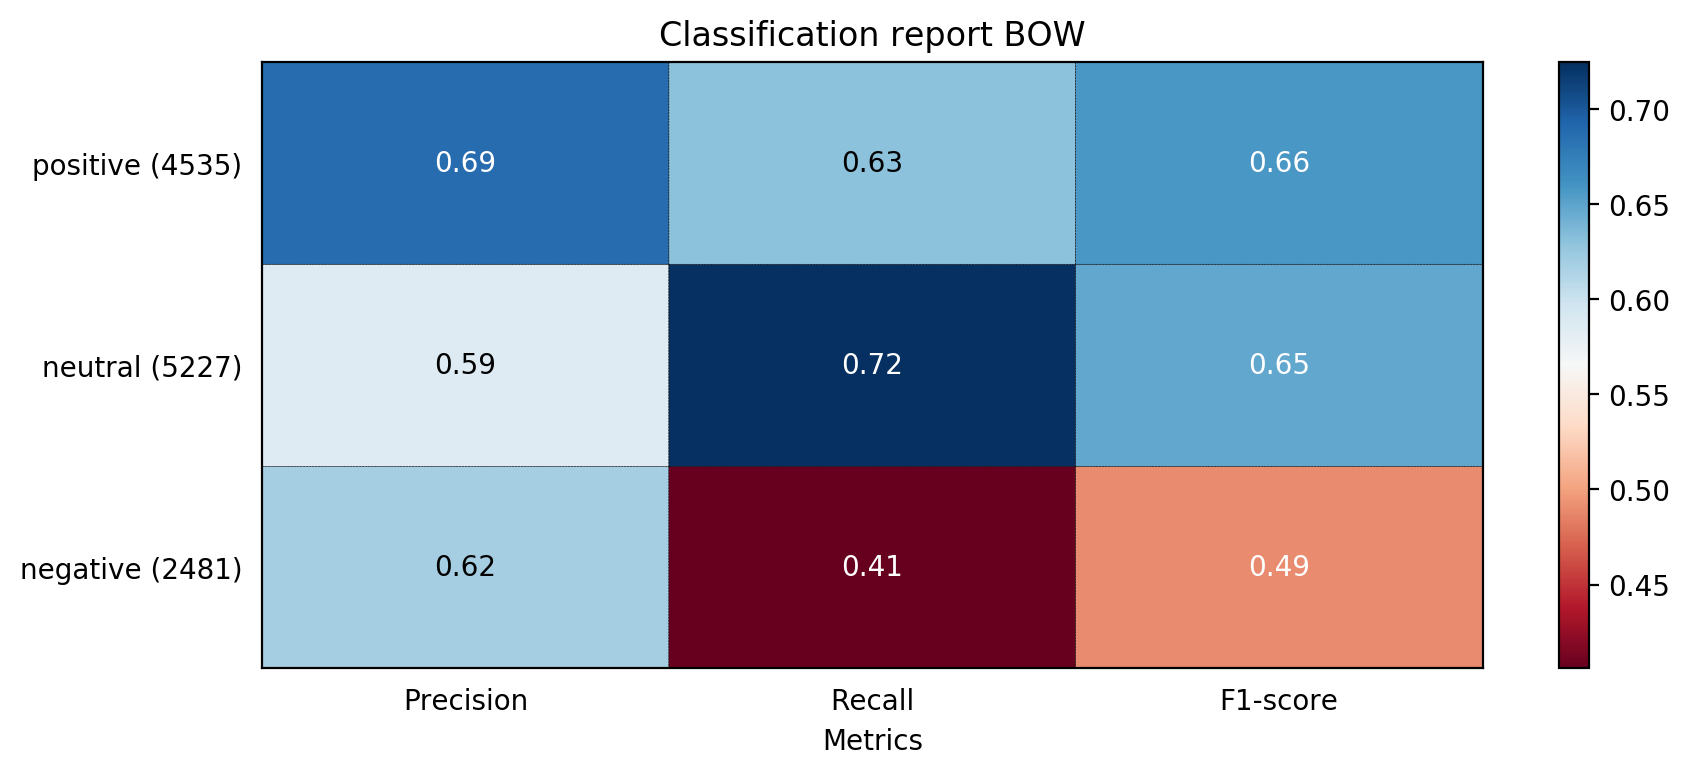 Classification report BOW
positive (4535) 0.69 0.63 0.66
neutral (5227) 0.59 0.72 0.65
negative (2481) 0.62 0.41 0.49
Precision Recall F1-score
Metrics
0.70
0.65
0.60
0.55
0.50
0.45